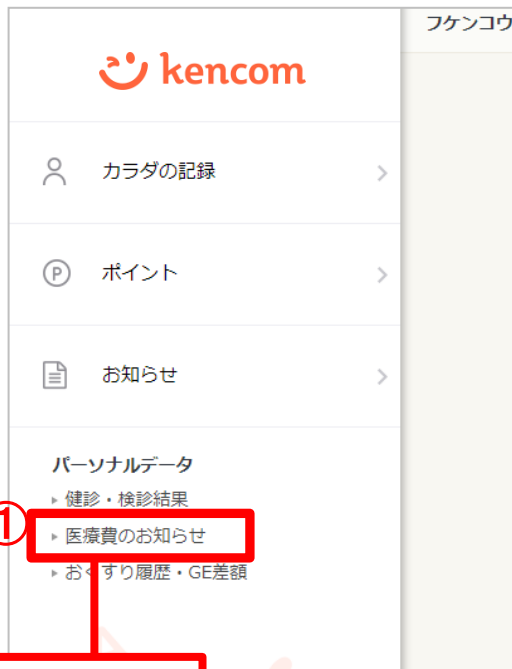 フケンコウ
kencom
カラダの記録
P ポイント
お知らせ
パーソナルデータ
健診・検診結果
① 医療費のお知らせ
おくすり履歴・GE差額